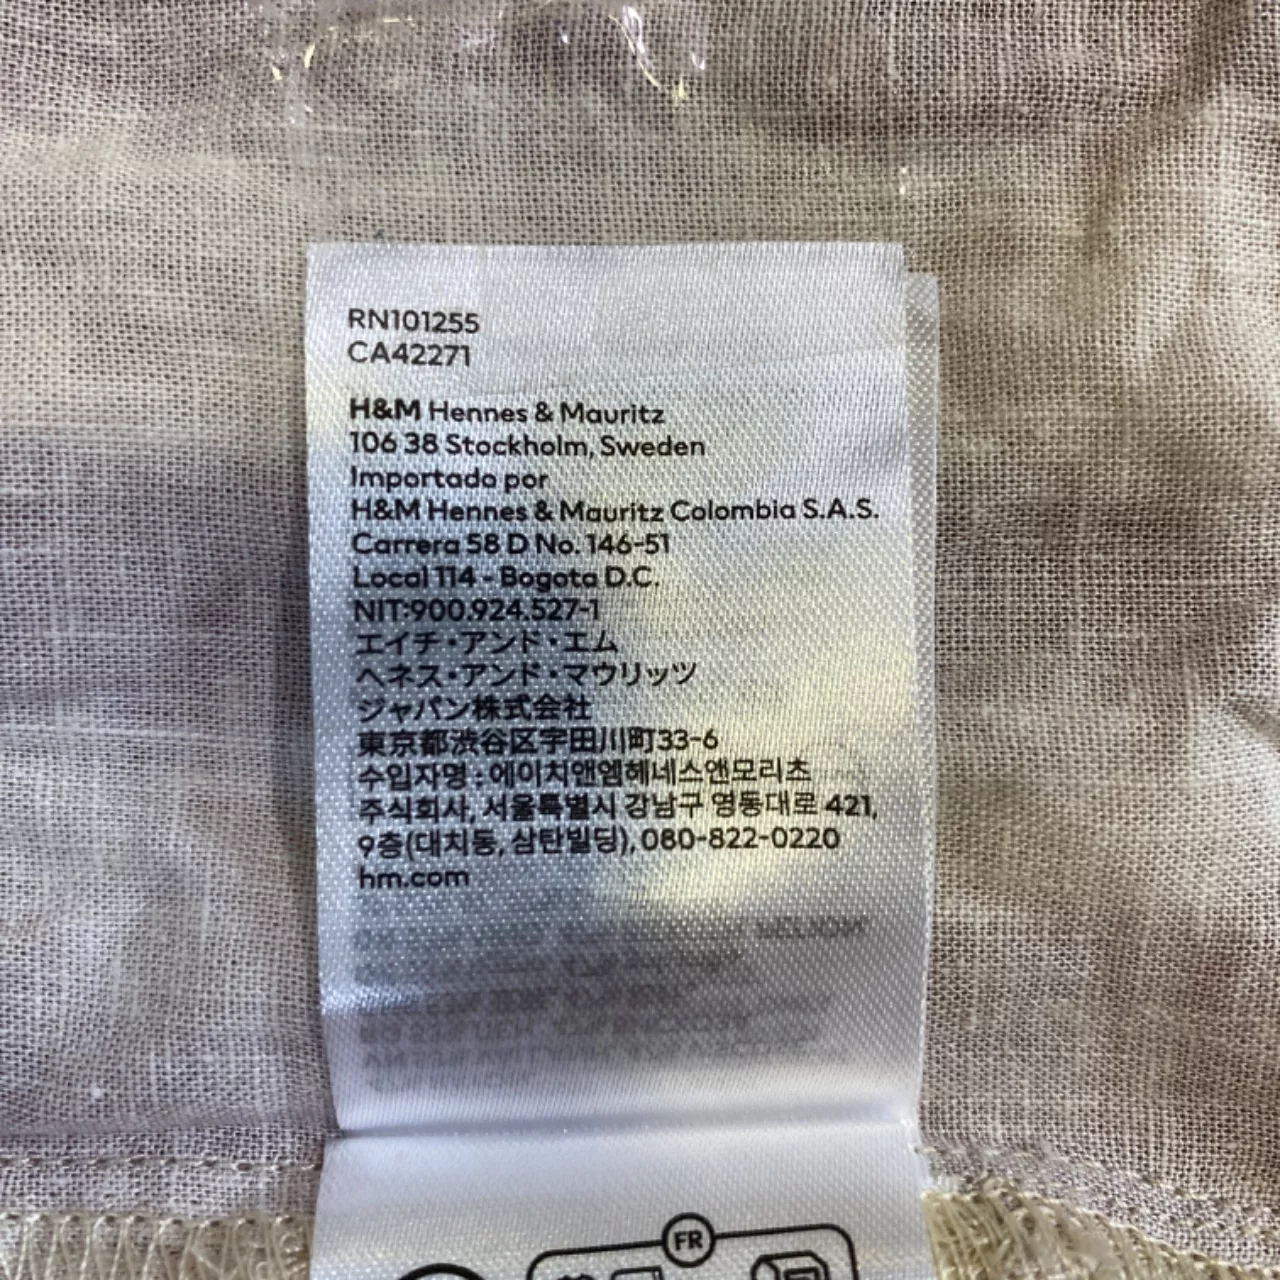 RN101255
CA42271
H&M Hennes & Mauritz
106 38 Stockholm, Sweden
Importado por
H&M Hennes & Mauritz Colombia S.A.S.
Carrera 58 D No. 146-51
Local 114 - Bogota D.C.
NIT:900.924.527-1
エイチ・アンド・エム
ヘネス・アンド・マウリッツ
ジャパン株式会社
東京都渋谷区宇田川町33-6
수입자명 : 에이치앤엠헤네스앤모리츠
주식회사, 서울특별시 강남구 영동대로 421,
9층(대치동, 삼탄빌딩), 080-822-0220
hm.com
FR